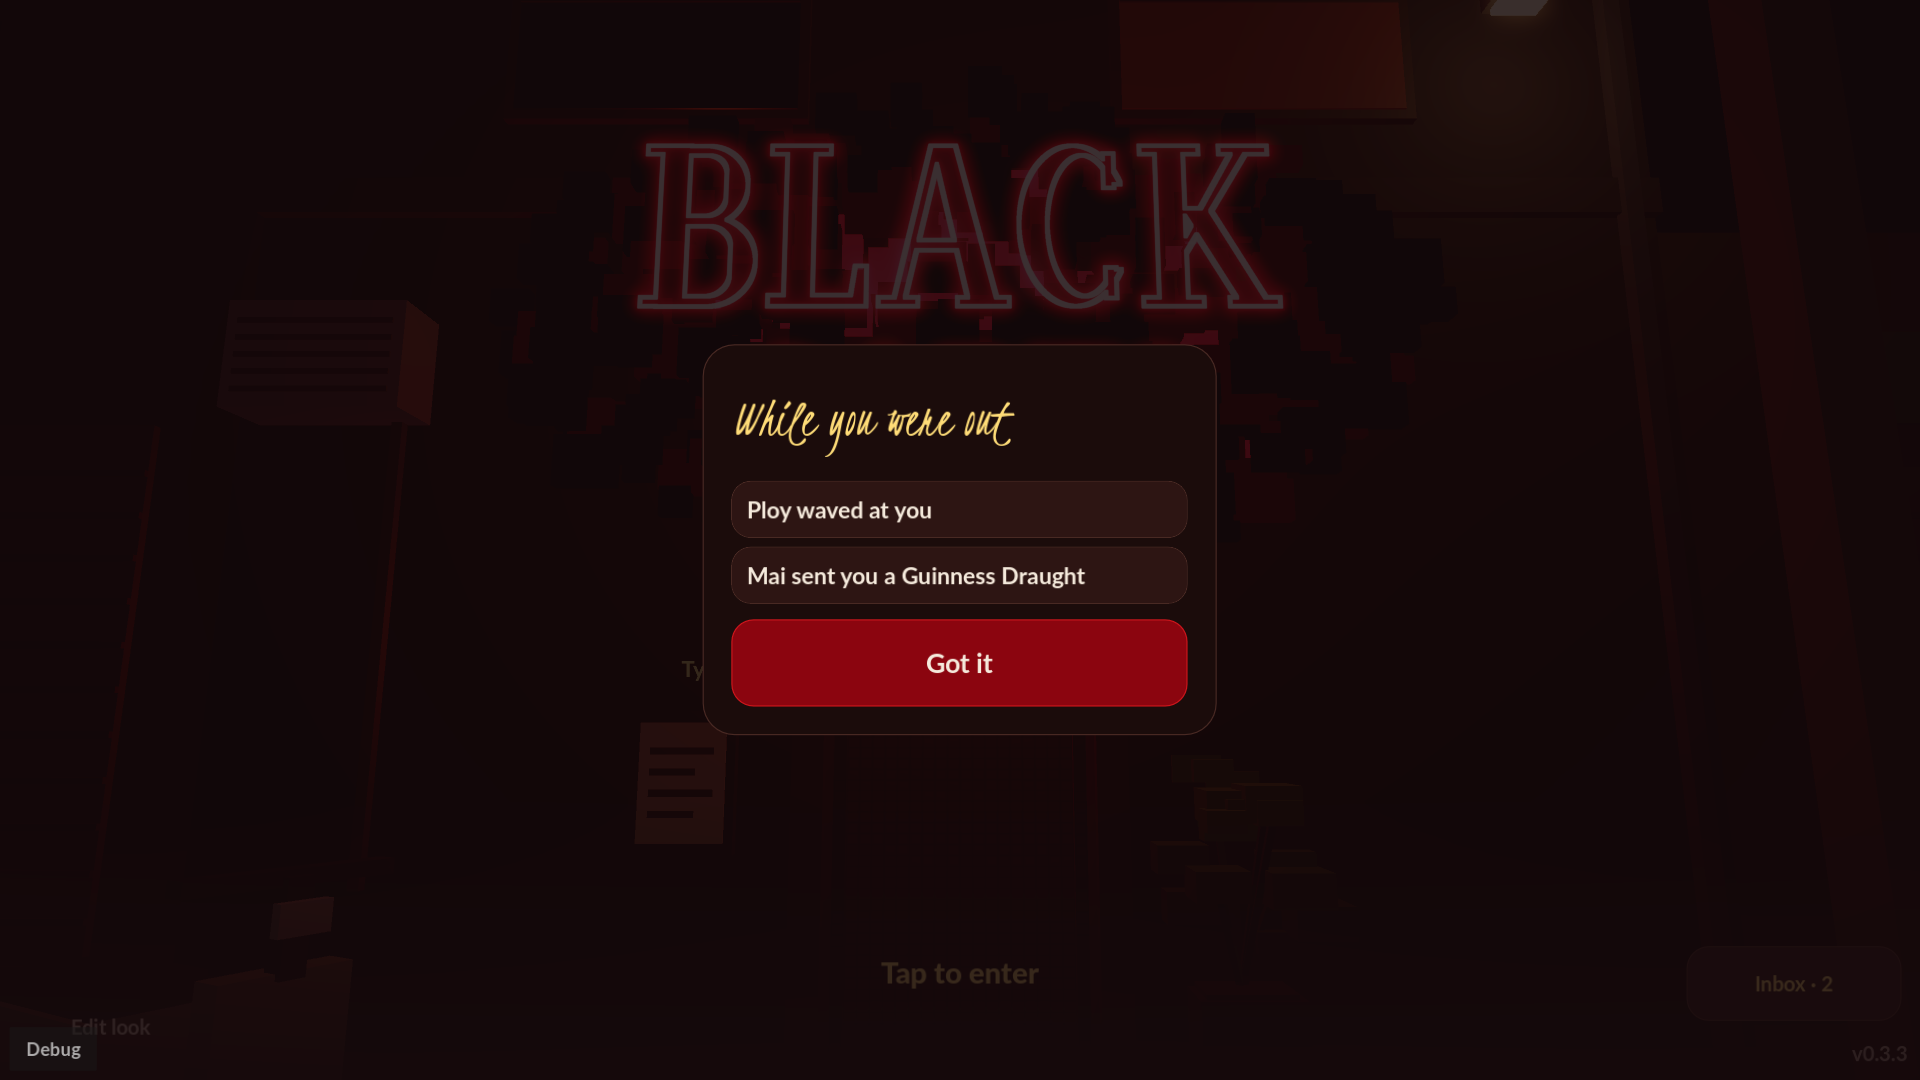 BLACK
While you were out
Ploy waved at you
Mai sent you a Guinness Draught
Got it
Tap to enter
Inbox · 2
Edit look
Debug
v0.3.3